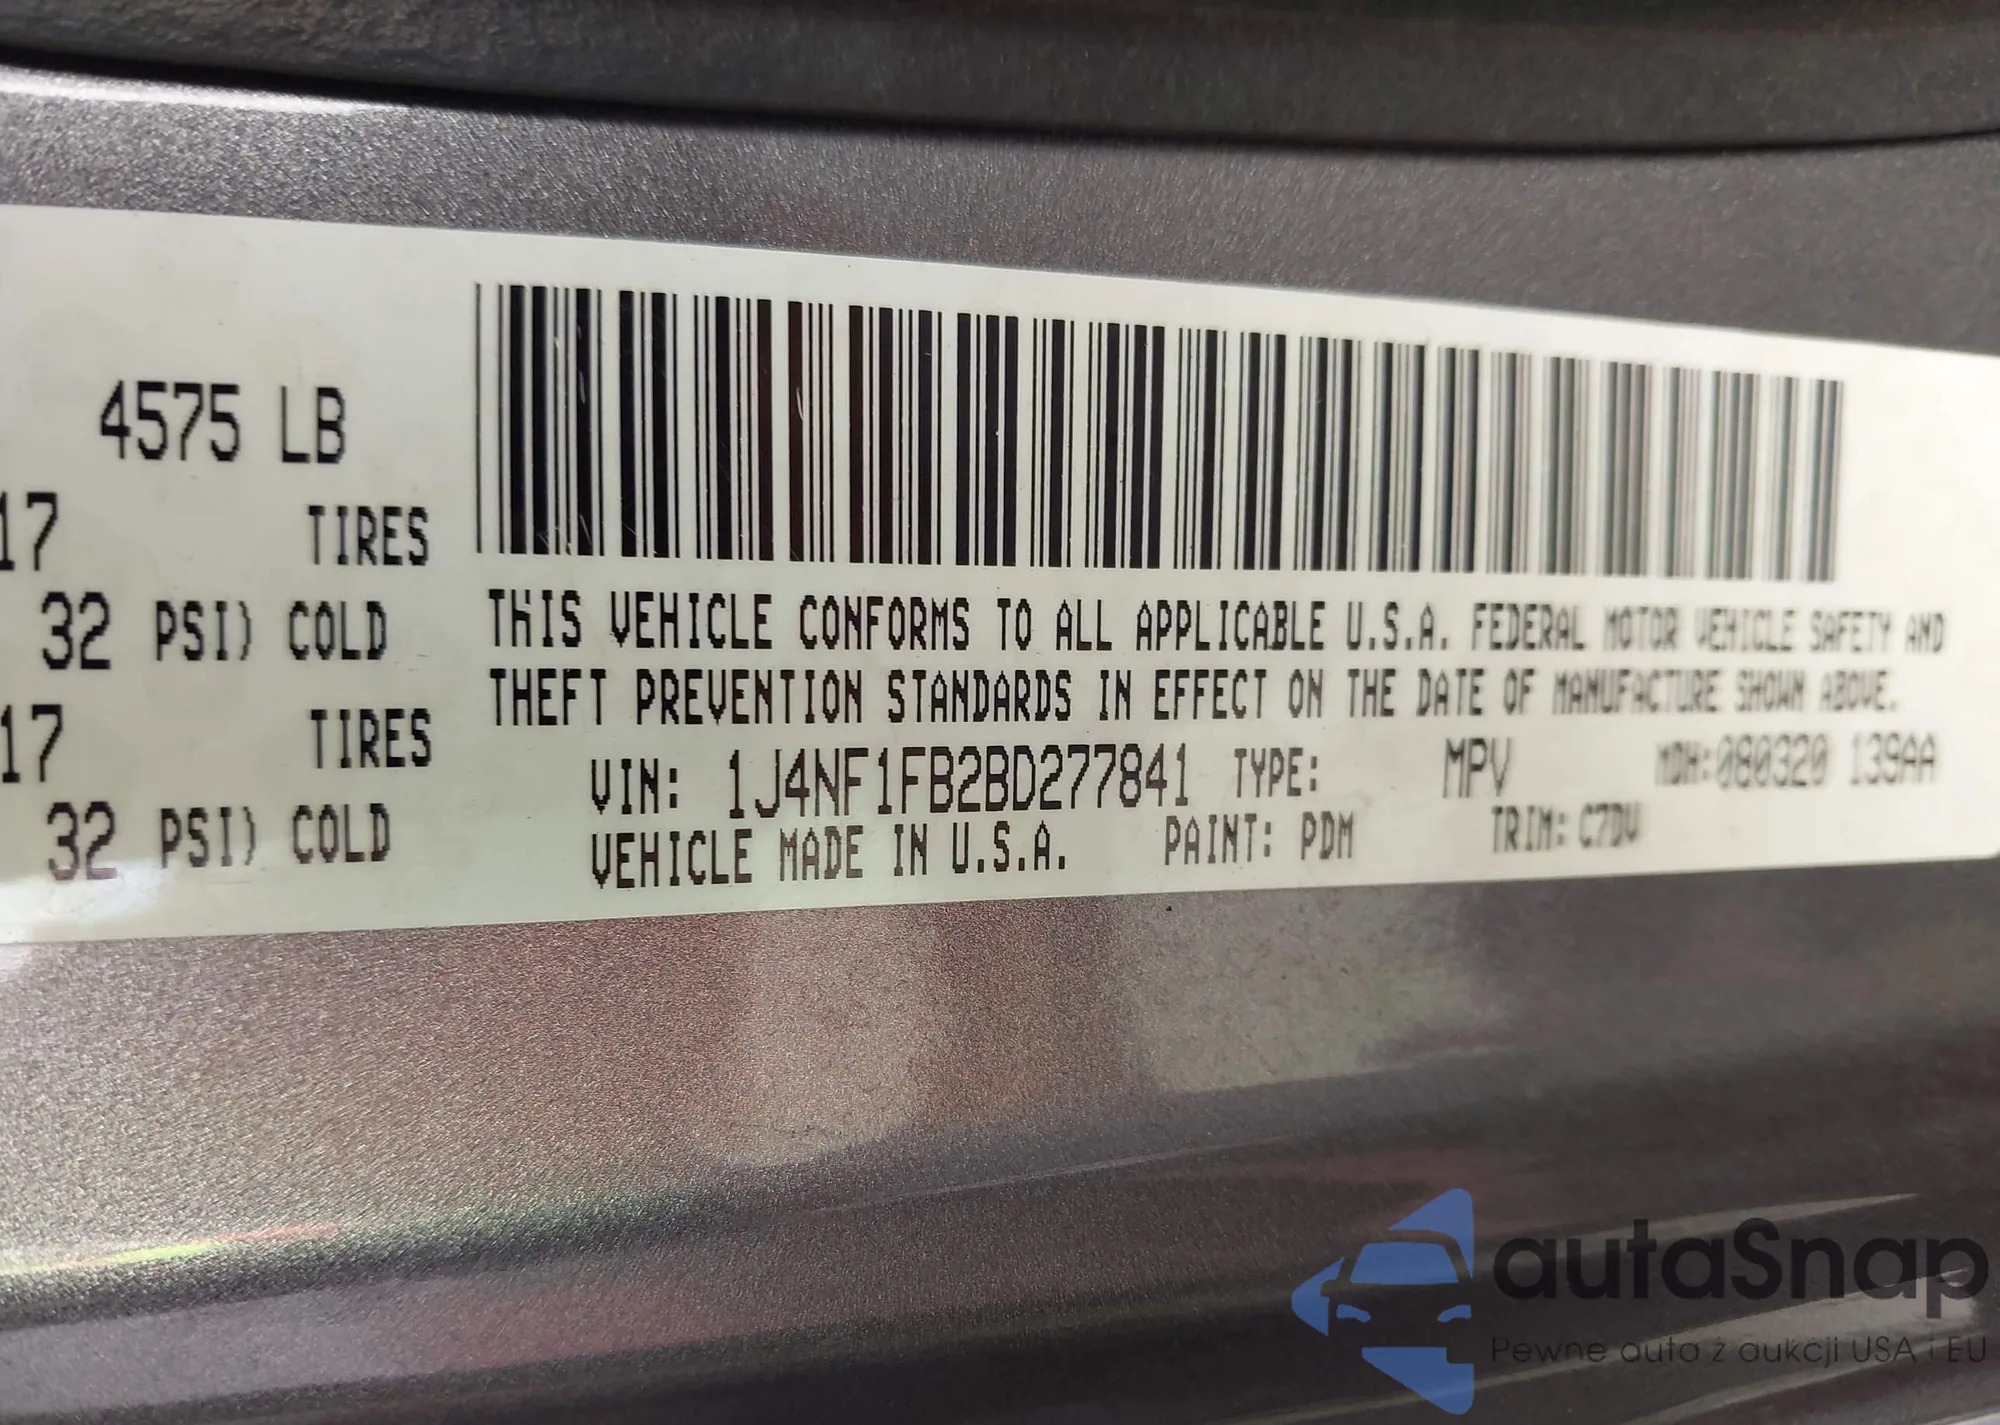 4575 LB
17 TIRES
32 PSI) COLD
17 TIRES
32 PSI) COLD
THIS VEHICLE CONFORMS TO ALL APPLICABLE U.S.A. FEDERAL MOTOR VEHICLE SAFETY AND
THEFT PREVENTION STANDARDS IN EFFECT ON THE DATE OF MANUFACTURE SHOWN ABOVE.
VIN: 1J4NF1FB2BD277841 TYPE: MPV MDH:080320 139AA
VEHICLE MADE IN U.S.A. PAINT: PDM TRIM: C7DV
autaSnap
Pewne auta z aukcji USA i EU